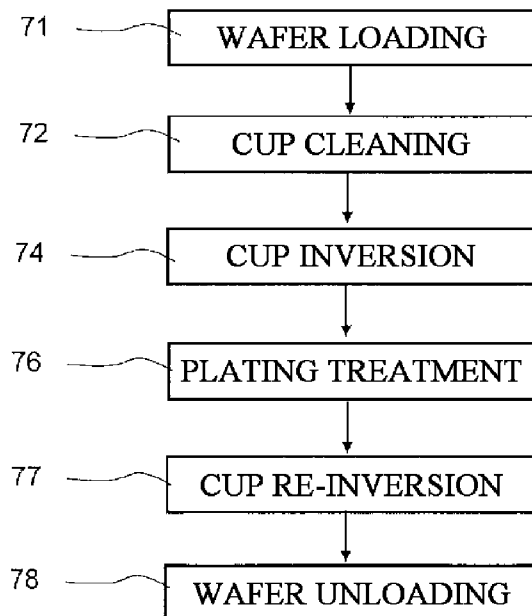 71 WAFER LOADING
72 CUP CLEANING
74 CUP INVERSION
76 PLATING TREATMENT
77 CUP RE-INVERSION
78 WAFER UNLOADING